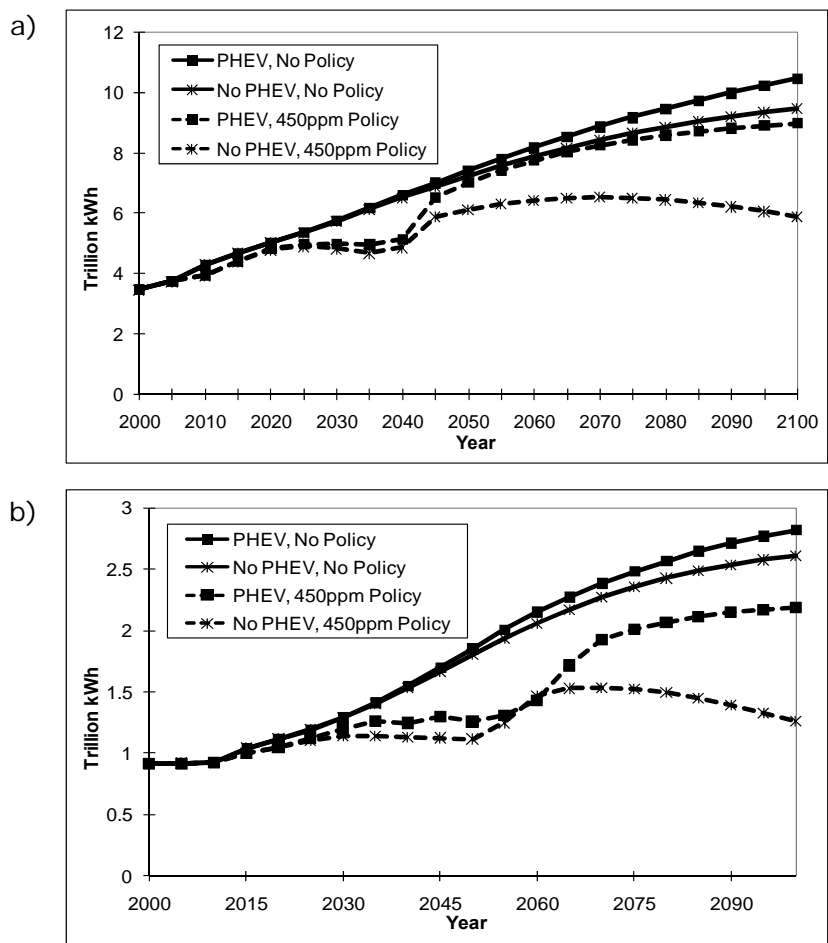 a)
12
10
8
6
4
2
0
Trillion kWh
PHEV, No Policy
No PHEV, No Policy
PHEV, 450ppm Policy
No PHEV, 450ppm Policy
2000 2010 2020 2030 2040 2050 2060 2070 2080 2090 2100
Year
b)
3
2.5
2
1.5
1
0.5
0
Trillion kWh
PHEV, No Policy
No PHEV, No Policy
PHEV, 450ppm Policy
No PHEV, 450ppm Policy
2000 2015 2030 2045 2060 2075 2090
Year